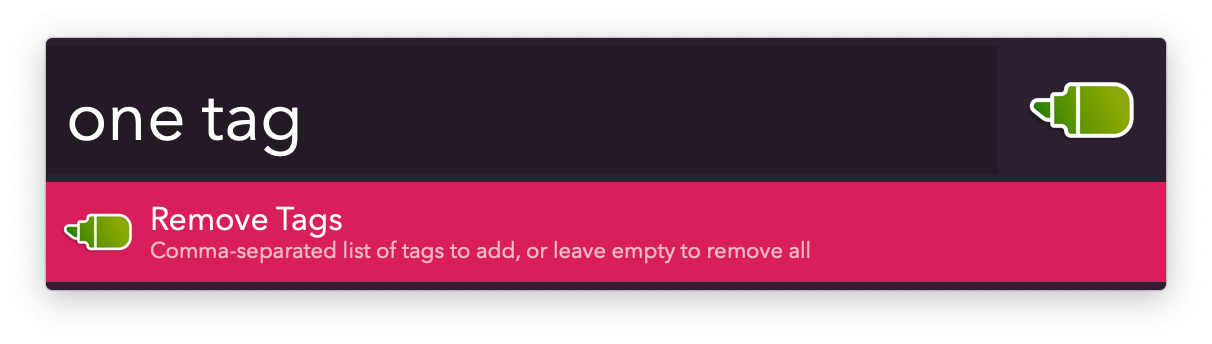 one tag
Remove Tags
Comma-separated list of tags to add, or leave empty to remove all